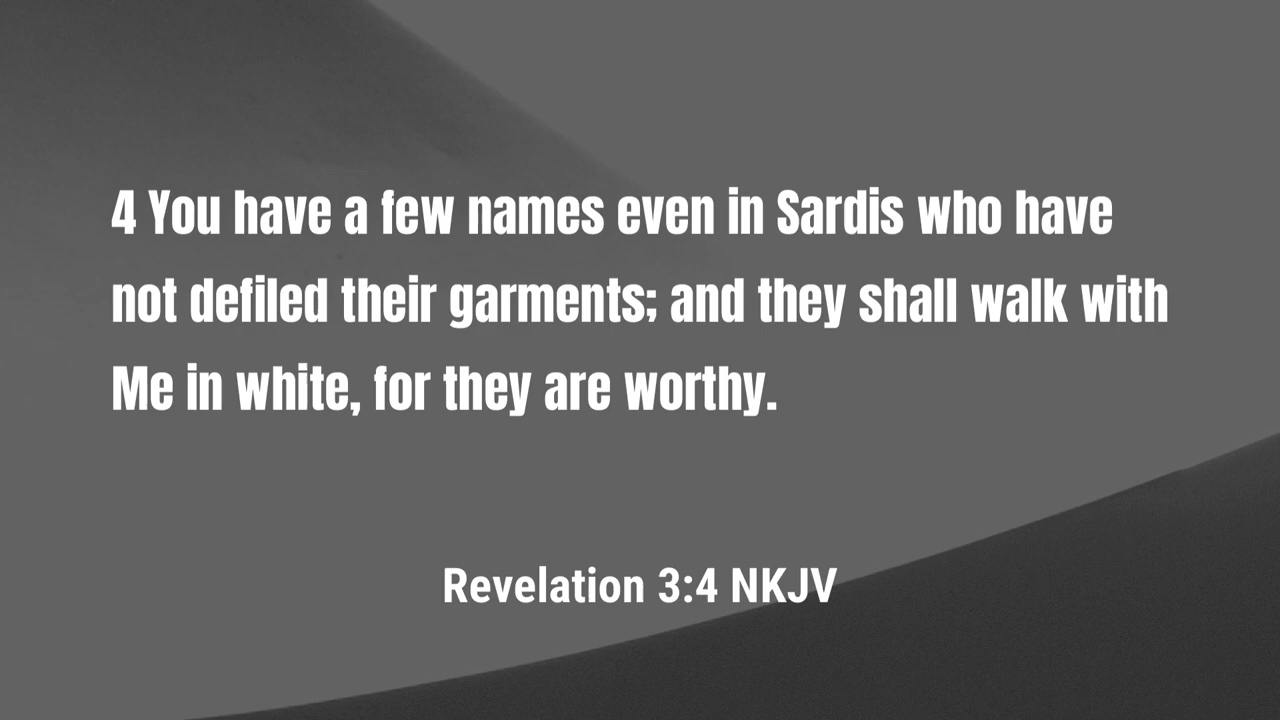 4 You have a few names even in Sardis who have
not defiled their garments; and they shall walk with
Me in white, for they are worthy.
Revelation 3:4 NKJV